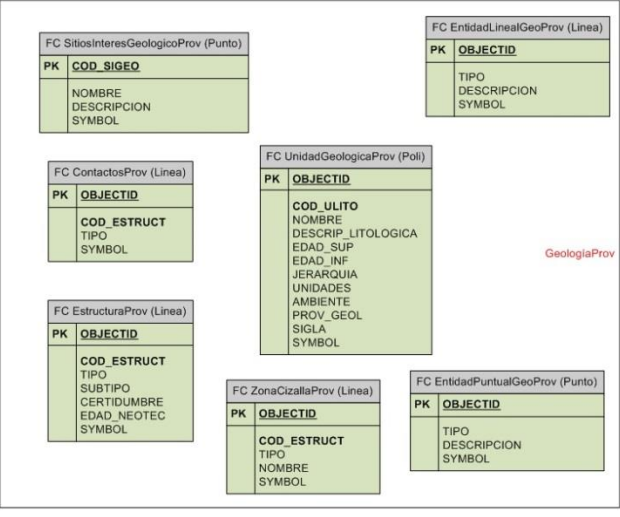 FC SitiosInteresGeologicoProv (Punto)
PK COD_SIGEO
NOMBRE
DESCRIPCION
SYMBOL
FC EntidadLinealGeoProv (Linea)
PK OBJECTID
TIPO
DESCRIPCION
SYMBOL
FC ContactosProv (Linea)
PK OBJECTID
COD_ESTRUCT
TIPO
SYMBOL
FC UnidadGeologicaProv (Poli)
PK OBJECTID
COD_ULITO
NOMBRE
DESCRIP_LITOLOGICA
EDAD_SUP
EDAD_INF
JERARQUIA
UNIDADES
AMBIENTE
PROV_GEOL
SIGLA
SYMBOL
GeologíaProv
FC EstructuraProv (Linea)
PK OBJECTID
COD_ESTRUCT
TIPO
SUBTIPO
CERTIDUMBRE
EDAD_NEOTEC
SYMBOL
FC ZonaCizallaProv (Linea)
PK OBJECTID
COD_ESTRUCT
TIPO
NOMBRE
SYMBOL
FC EntidadPuntualGeoProv (Punto)
PK OBJECTID
TIPO
DESCRIPCION
SYMBOL